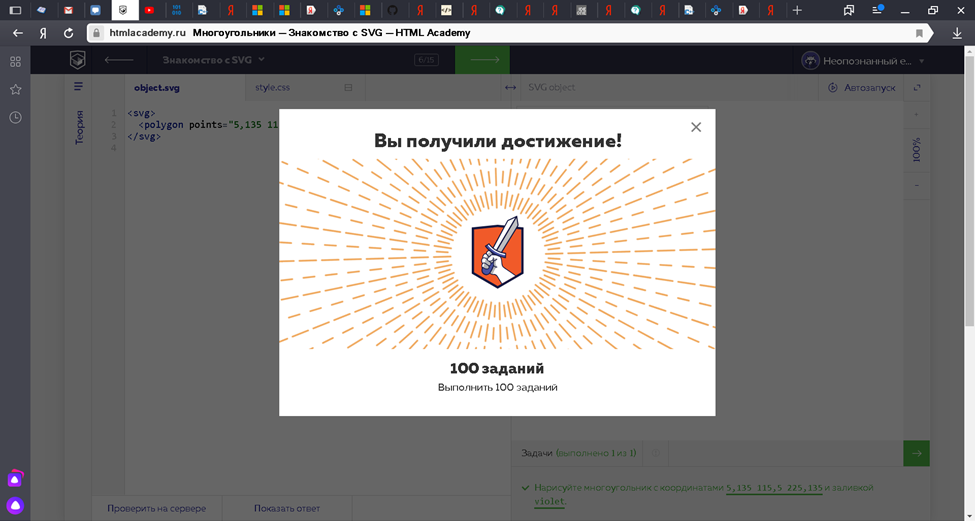 htmlacademy.ru Многоугольники — Знакомство с SVG — HTML Academy
Знакомство с SVG
6/15
Неопознанный е...
object.svg
style.css
SVG object
Автозапуск
Теория
1 <svg>
2 <polygon points="5,135 11
3 </svg>
4
100%
Вы получили достижение!
100 заданий
Выполнить 100 заданий
Задачи (выполнено 1 из 1)
Нарисуйте многоугольник с координатами 5,135 115,5 225,135 и заливкой
violet.
Проверить на сервере
Показать ответ